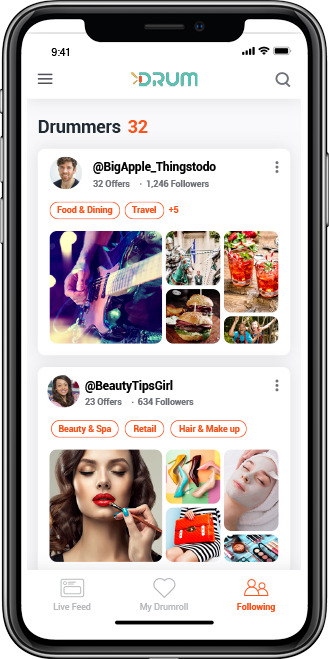 9:41
DRUM
Drummers 32
@BigApple_Thingstodo
32 Offers · 1,246 Followers
Food & Dining Travel +5
@BeautyTipsGirl
23 Offers · 634 Followers
Beauty & Spa Retail Hair & Make up
Live Feed My Drumroll Following